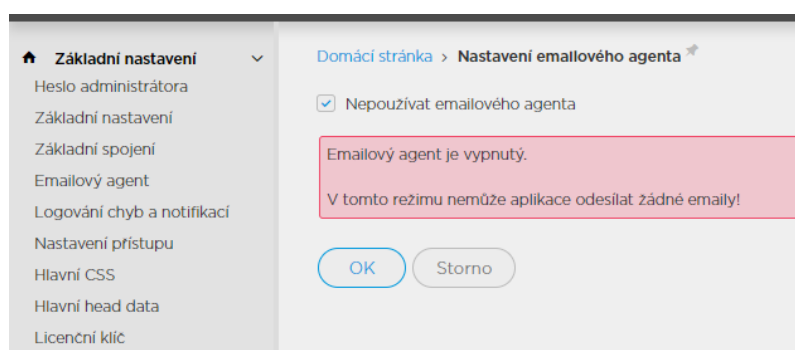 Základní nastavení
Heslo administrátora
Základní nastavení
Základní spojení
Emailový agent
Logování chyb a notifikací
Nastavení přístupu
Hlavní CSS
Hlavní head data
Licenční klíč
Domácí stránka > Nastavení emailového agenta
Nepoužívat emailového agenta
Emailový agent je vypnutý.
V tomto režimu nemůže aplikace odesílat žádné emaily!
OK Storno